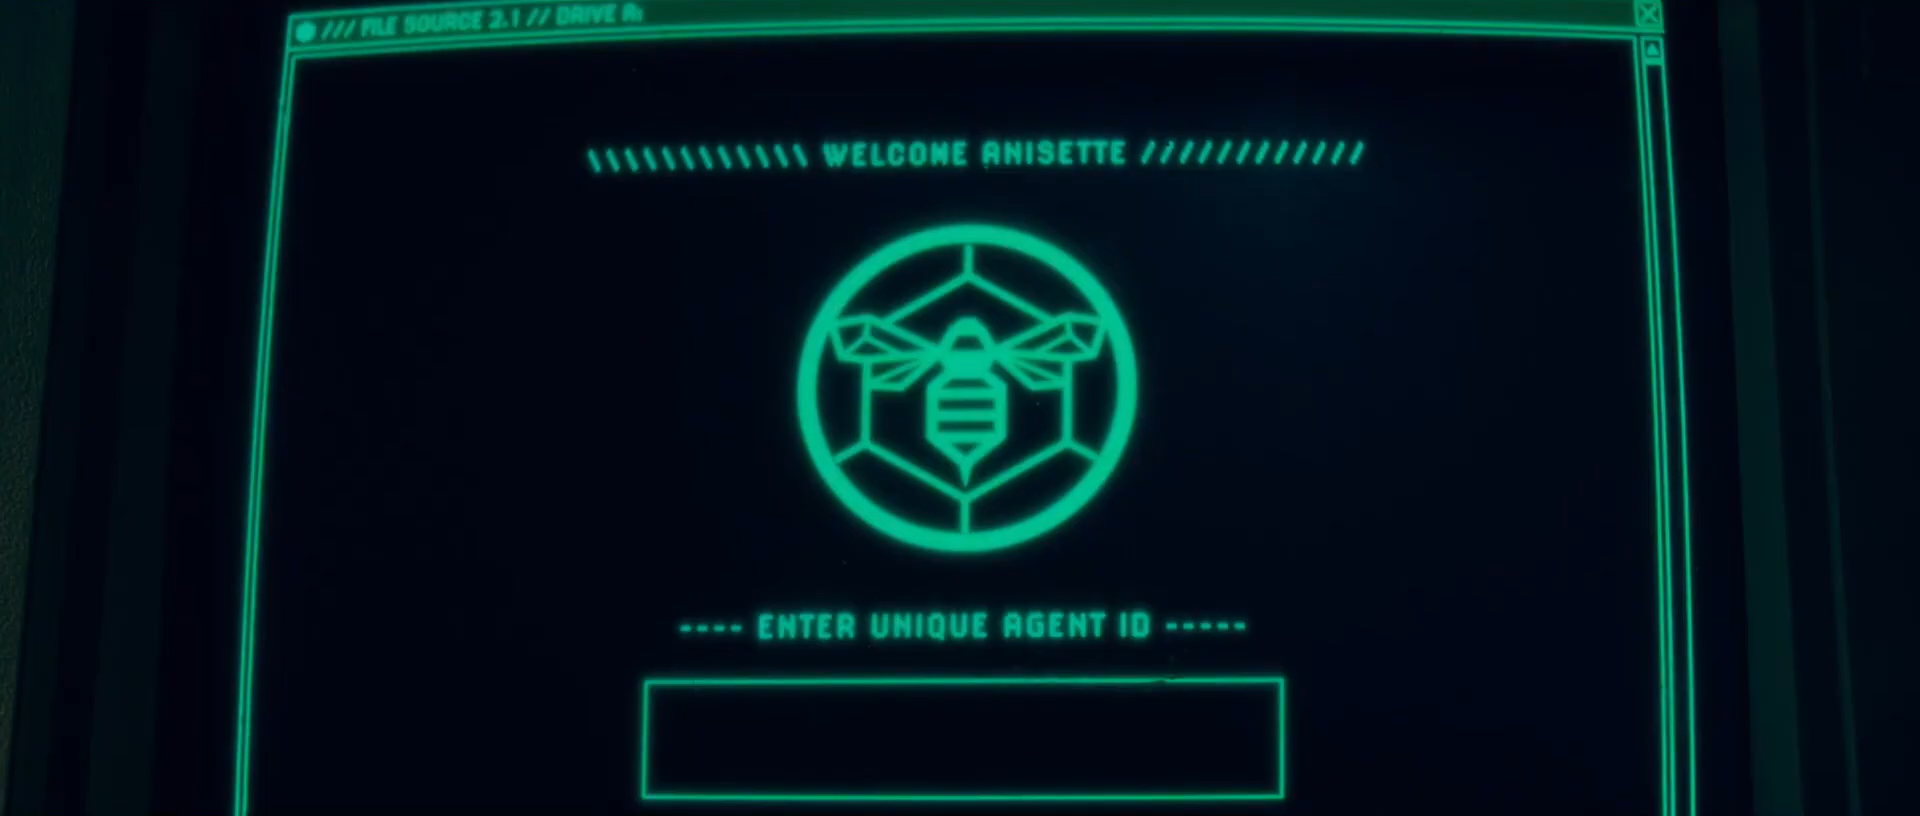 /// FILE SOURCE 2.1 // DRIVE A:
\\\\\\\\\\\\ WELCOME ANISETTE ////////////
---- ENTER UNIQUE AGENT ID -----